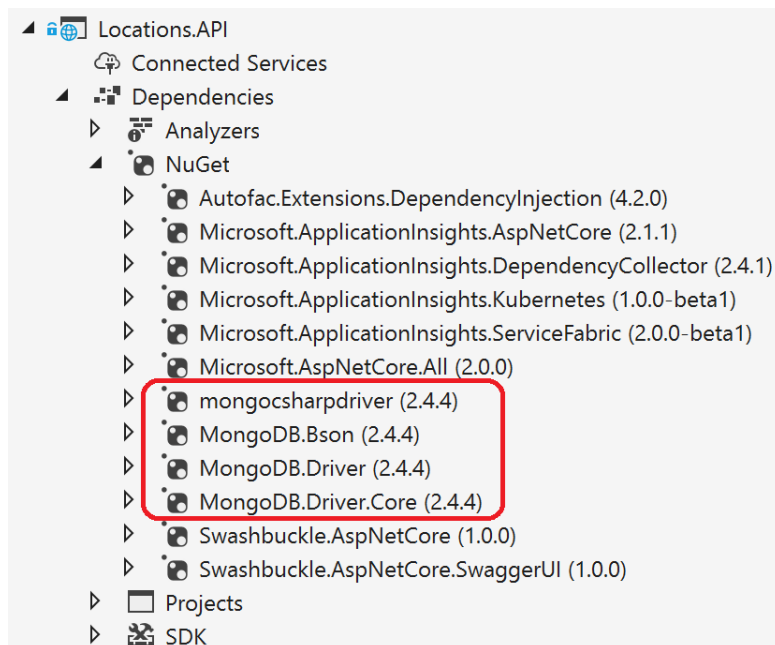 Locations.API
Connected Services
Dependencies
Analyzers
NuGet
Autofac.Extensions.DependencyInjection (4.2.0)
Microsoft.ApplicationInsights.AspNetCore (2.1.1)
Microsoft.ApplicationInsights.DependencyCollector (2.4.1)
Microsoft.ApplicationInsights.Kubernetes (1.0.0-beta1)
Microsoft.ApplicationInsights.ServiceFabric (2.0.0-beta1)
Microsoft.AspNetCore.All (2.0.0)
mongocsharpdriver (2.4.4)
MongoDB.Bson (2.4.4)
MongoDB.Driver (2.4.4)
MongoDB.Driver.Core (2.4.4)
Swashbuckle.AspNetCore (1.0.0)
Swashbuckle.AspNetCore.SwaggerUI (1.0.0)
Projects
SDK